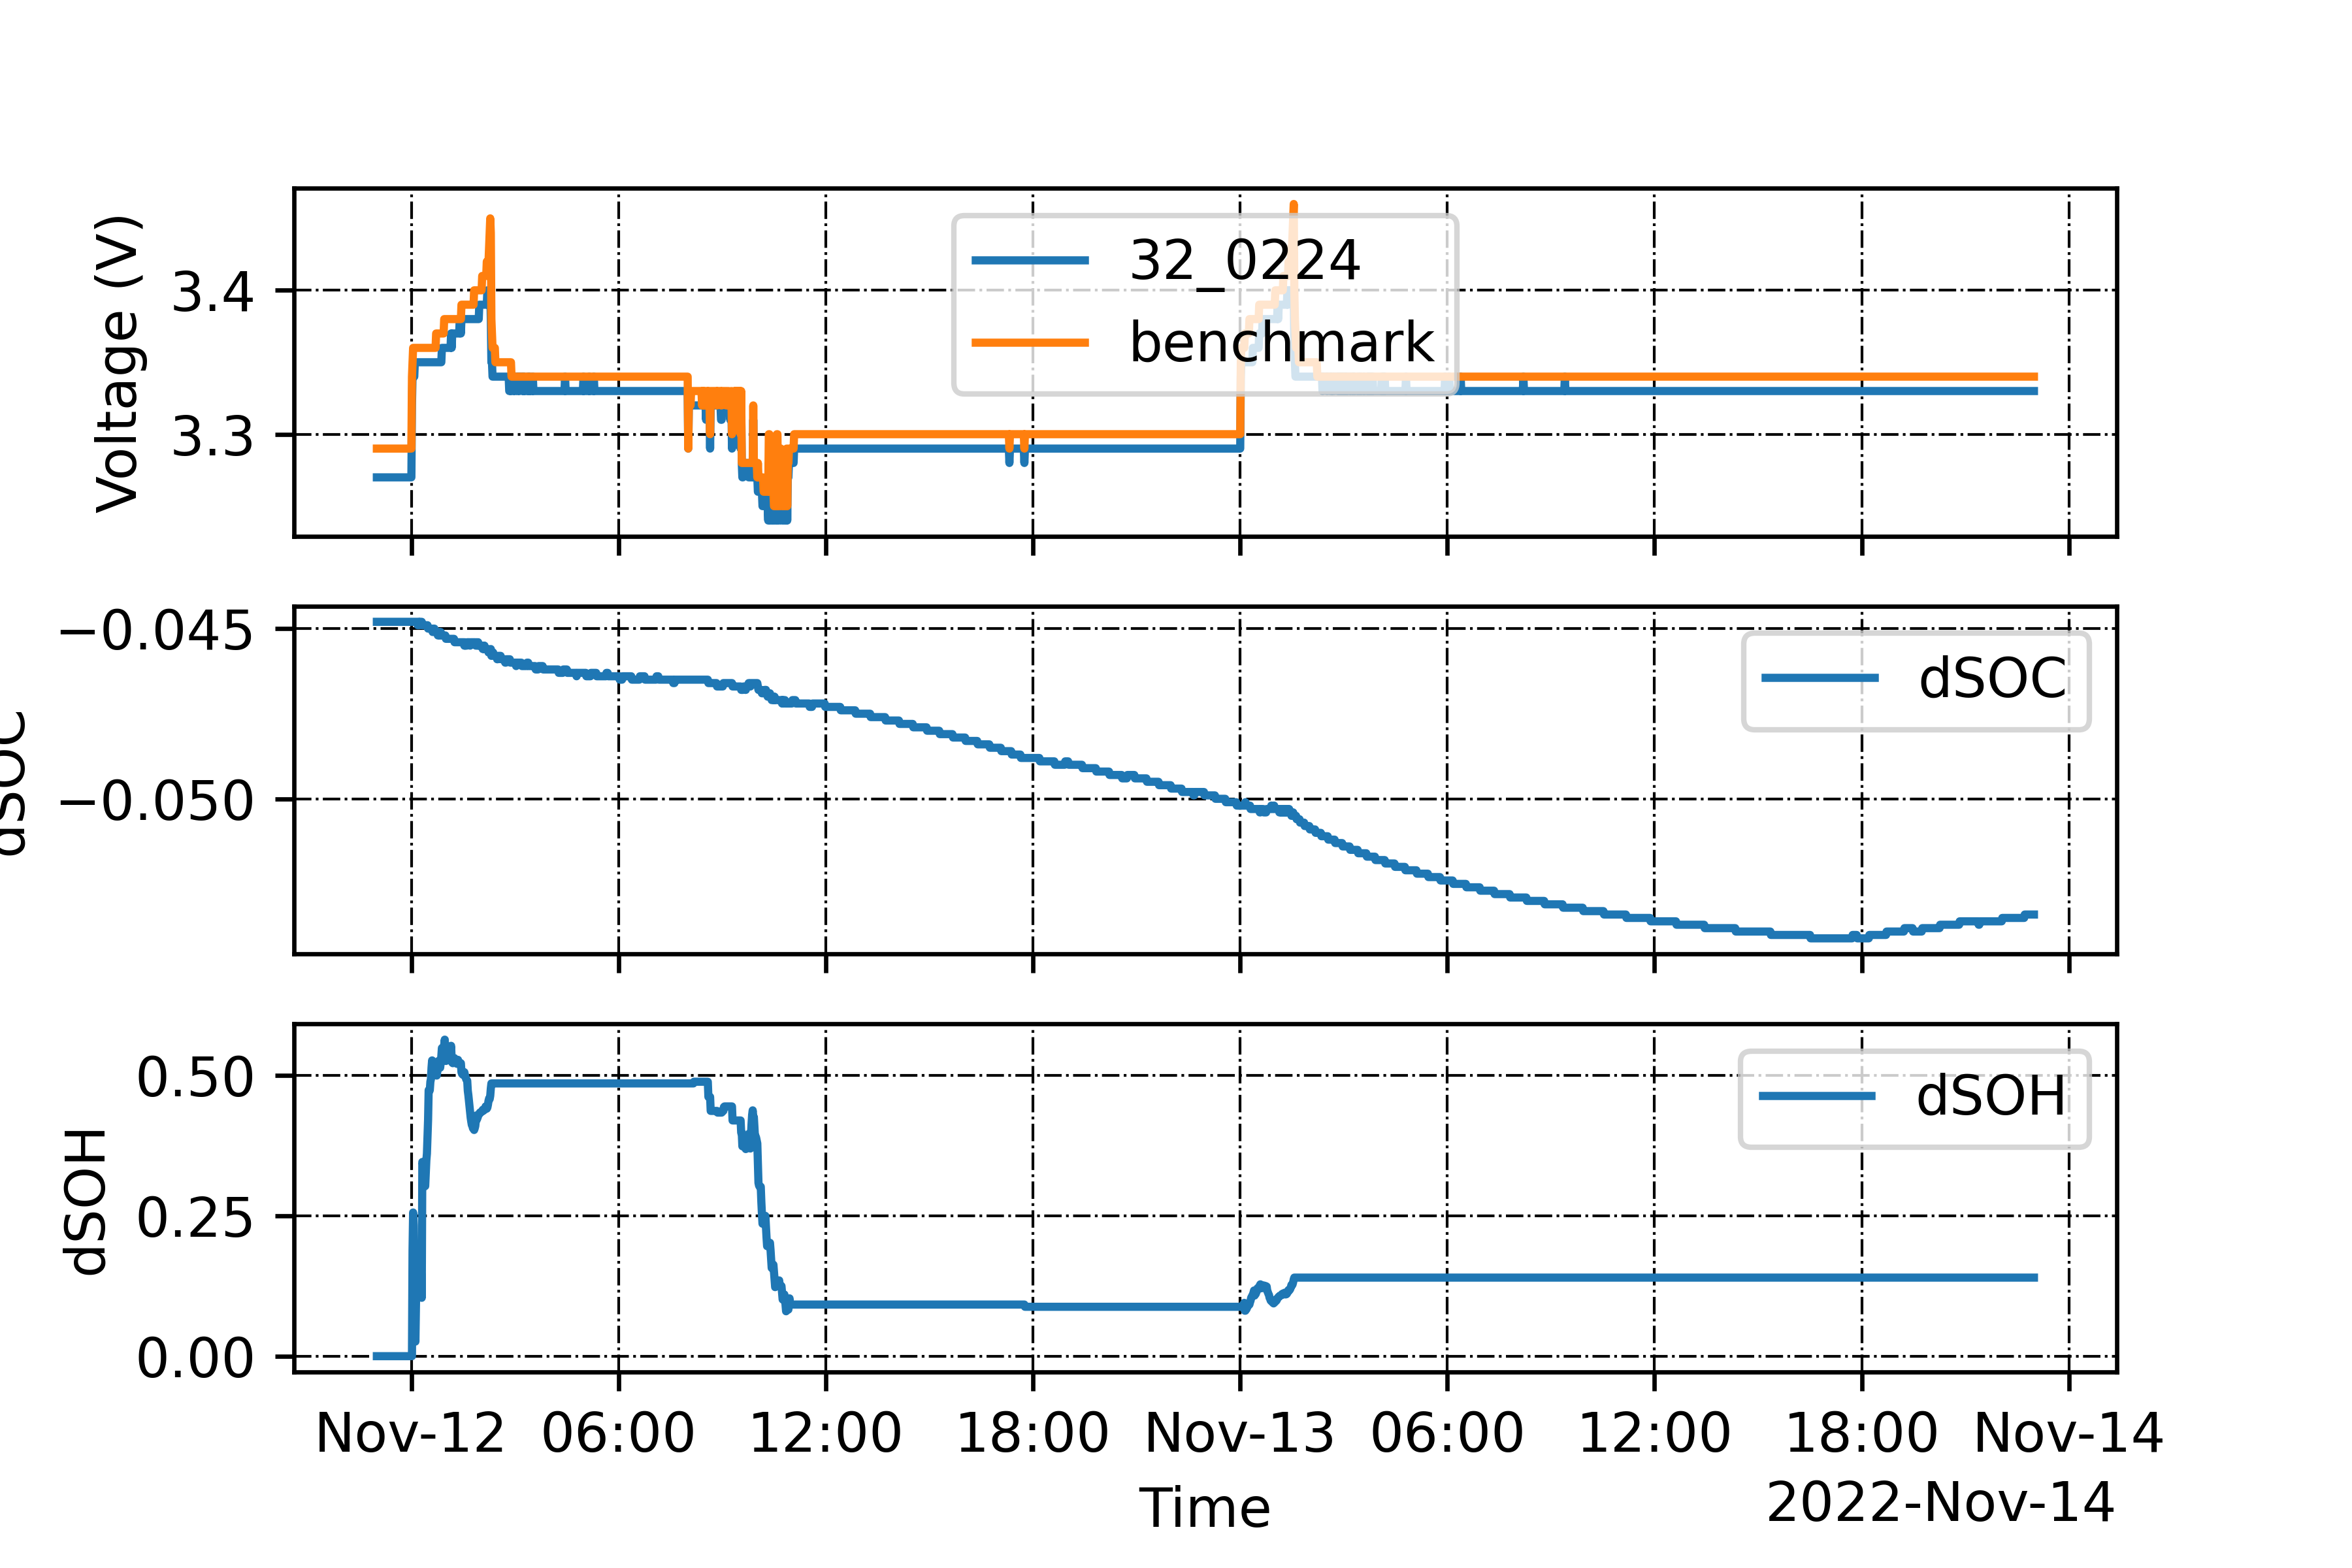 Voltage (V)
3.4
3.3
32_0224
benchmark
dSOC
−0.045
−0.050
dSOC
dSOH
0.50
0.25
0.00
dSOH
Nov-12 06:00 12:00 18:00 Nov-13 06:00 12:00 18:00 Nov-14
Time
2022-Nov-14